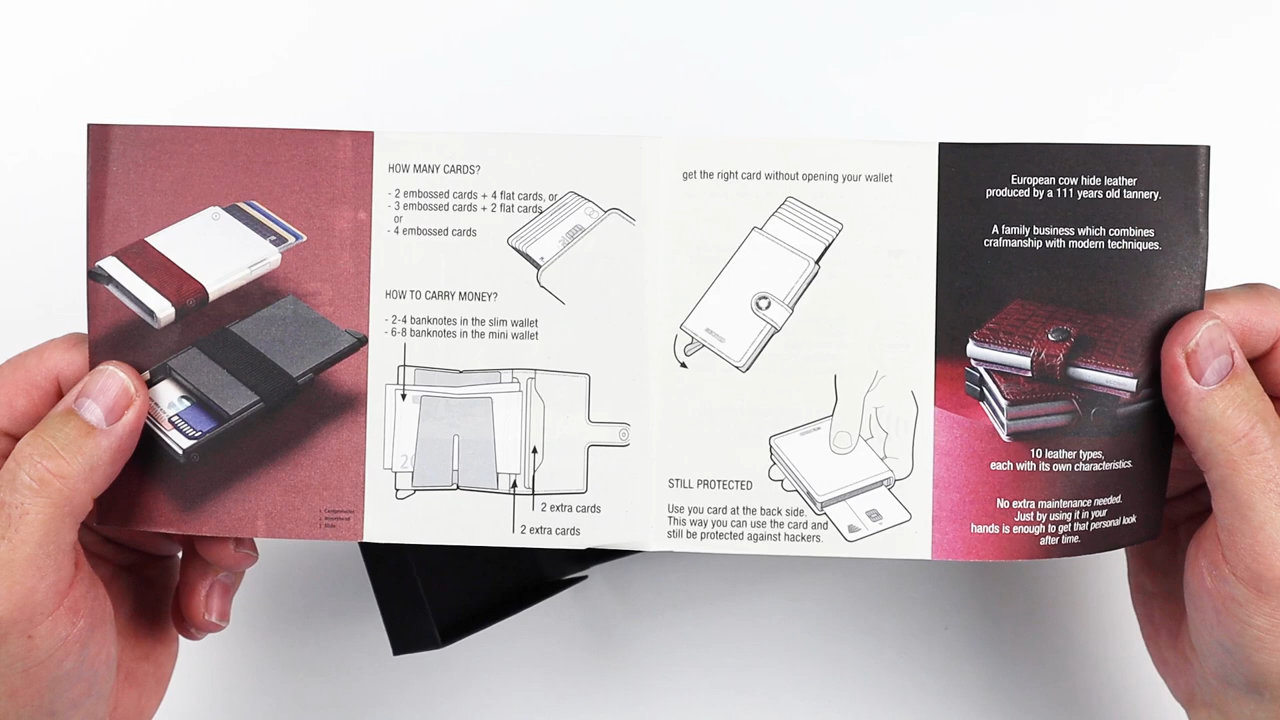 HOW MANY CARDS?
- 2 embossed cards + 4 flat cards, or
- 3 embossed cards + 2 flat cards
or
- 4 embossed cards
HOW TO CARRY MONEY?
- 2-4 banknotes in the slim wallet
- 6-8 banknotes in the mini wallet
2 extra cards
2 extra cards
get the right card without opening your wallet
STILL PROTECTED
Use you card at the back side.
This way you can use the card and
still be protected against hackers.
European cow hide leather
produced by a 111 years old tannery.
A family business which combines
crafmanship with modern techniques.
10 leather types,
each with its own characteristics.
No extra maintenance needed.
Just by using it in your
hands is enough to get that personal look
after time.